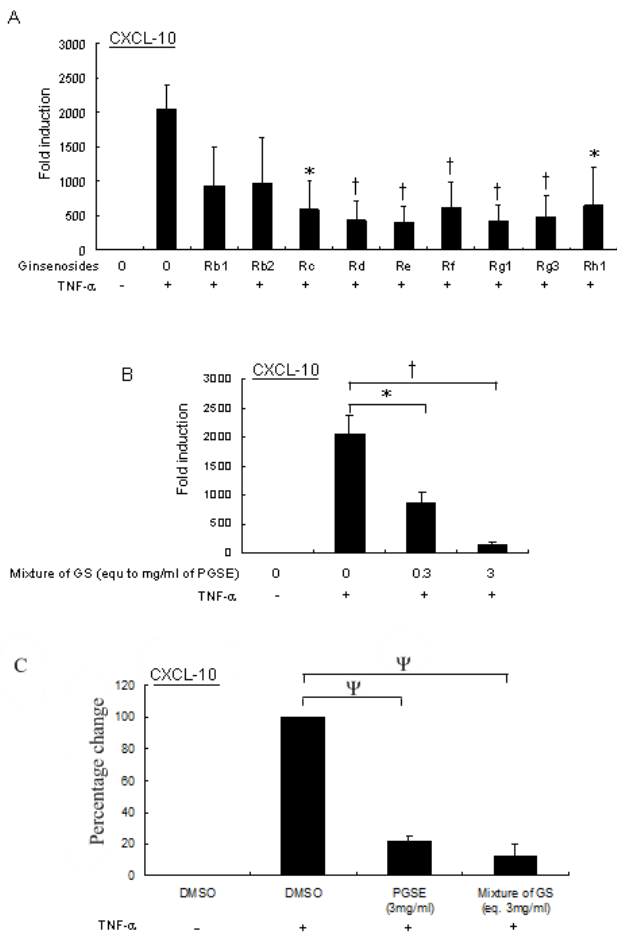 A
CXCL-10
3000
2500
2000
1500
1000
500
0
Fold induction
* † † † † † *
Ginsenosides 0 0 Rb1 Rb2 Rc Rd Re Rf Rg1 Rg3 Rh1
TNF-α - + + + + + + + + + +
B
CXCL-10
†
*
3000
2500
2000
1500
1000
500
0
Fold induction
Mixture of GS (equ to mg/ml of PGSE) 0 0 0.3 3
TNF-α - + + +
C
CXCL-10
Ψ
Ψ
120
100
80
60
40
20
0
Percentage change
DMSO DMSO PGSE Mixture of GS
(3mg/ml) (eq. 3mg/ml)
TNF-α - + + +